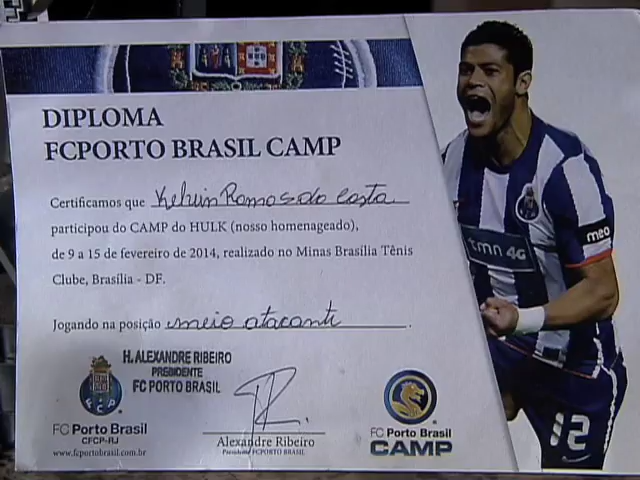 DIPLOMA
FCPORTO BRASIL CAMP
Certificamos que Kelvin Ramos da Costa
participou do CAMP do HULK (nosso homenageado),
de 9 a 15 de fevereiro de 2014, realizado no Minas Brasília Tênis
Clube, Brasília - DF.
Jogando na posição meio atacante.
H. ALEXANDRE RIBEIRO
PRESIDENTE
FC PORTO BRASIL
FCP
FC Porto Brasil
CFCP-RJ
www.fcportobrasil.com.br
Alexandre Ribeiro
Presidente FCPORTO BRASIL
FC Porto Brasil
CAMP
tmn 4G
meo
12